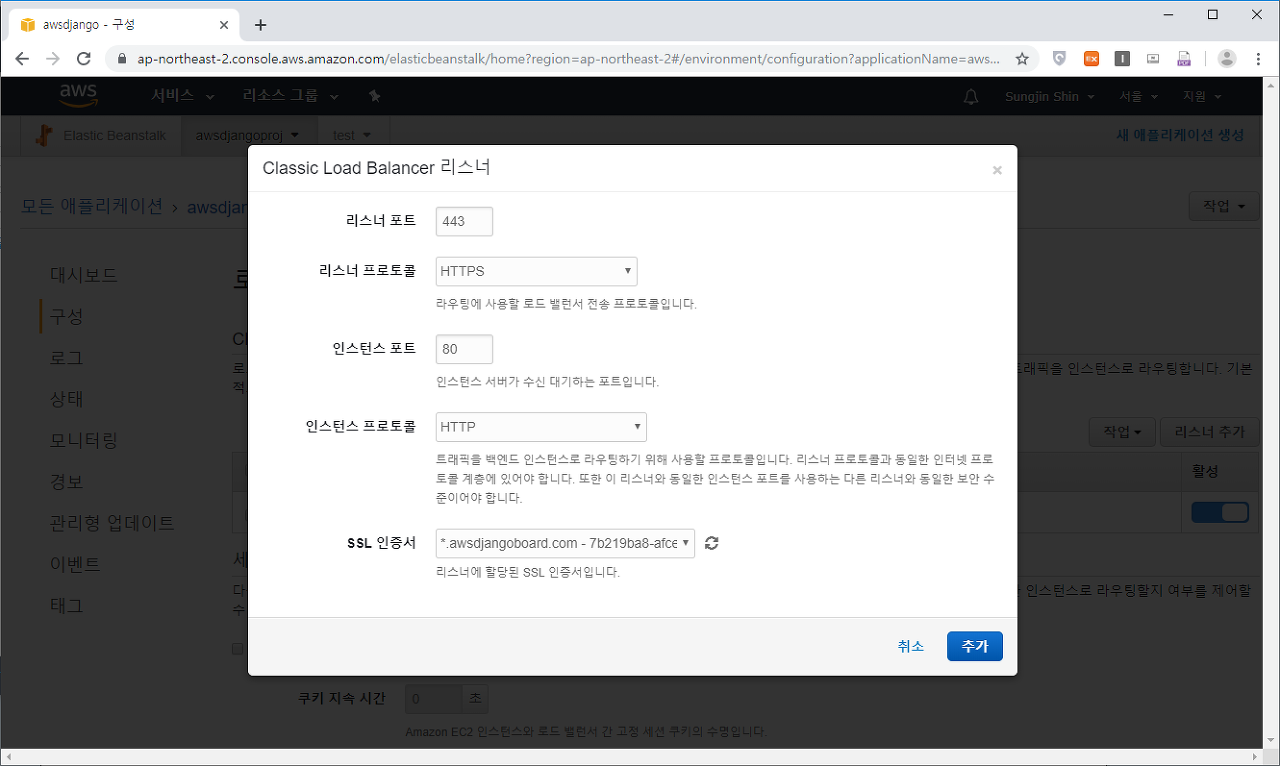 awsdjango - 구성
ap-northeast-2.console.aws.amazon.com/elasticbeanstalk/home?region=ap-northeast-2#/environment/configuration?applicationName=aws...
aws 서비스 리소스 그룹 Sungjin Shin 서울 지원
Elastic Beanstalk awsdjangoproj test 새 애플리케이션 생성
모든 애플리케이션 › awsdjan
작업
Classic Load Balancer 리스너
×
리스너 포트 443
리스너 프로토콜 HTTPS
라우팅에 사용할 로드 밸런서 전송 프로토콜입니다.
인스턴스 포트 80
인스턴스 서버가 수신 대기하는 포트입니다.
인스턴스 프로토콜 HTTP
트래픽을 백엔드 인스턴스로 라우팅하기 위해 사용할 프로토콜입니다. 리스너 프로토콜과 동일한 인터넷 프로
토콜 계층에 있어야 합니다. 또한 이 리스너와 동일한 인스턴스 포트를 사용하는 다른 리스너와 동일한 보안 수
준이어야 합니다.
SSL 인증서 *.awsdjangoboard.com - 7b219ba8-afce
리스너에 할당된 SSL 인증서입니다.
취소 추가
대시보드
구성
로그
상태
모니터링
경보
관리형 업데이트
이벤트
태그
로
Cl
로 트래픽을 인스턴스로 라우팅합니다. 기본
적
작업 리스너 추가
활성
세
다 인스턴스로 라우팅할지 여부를 제어할
수
쿠키 지속 시간 0 초
Amazon EC2 인스턴스와 로드 밸런서 간 고정 세션 쿠키의 수명입니다.